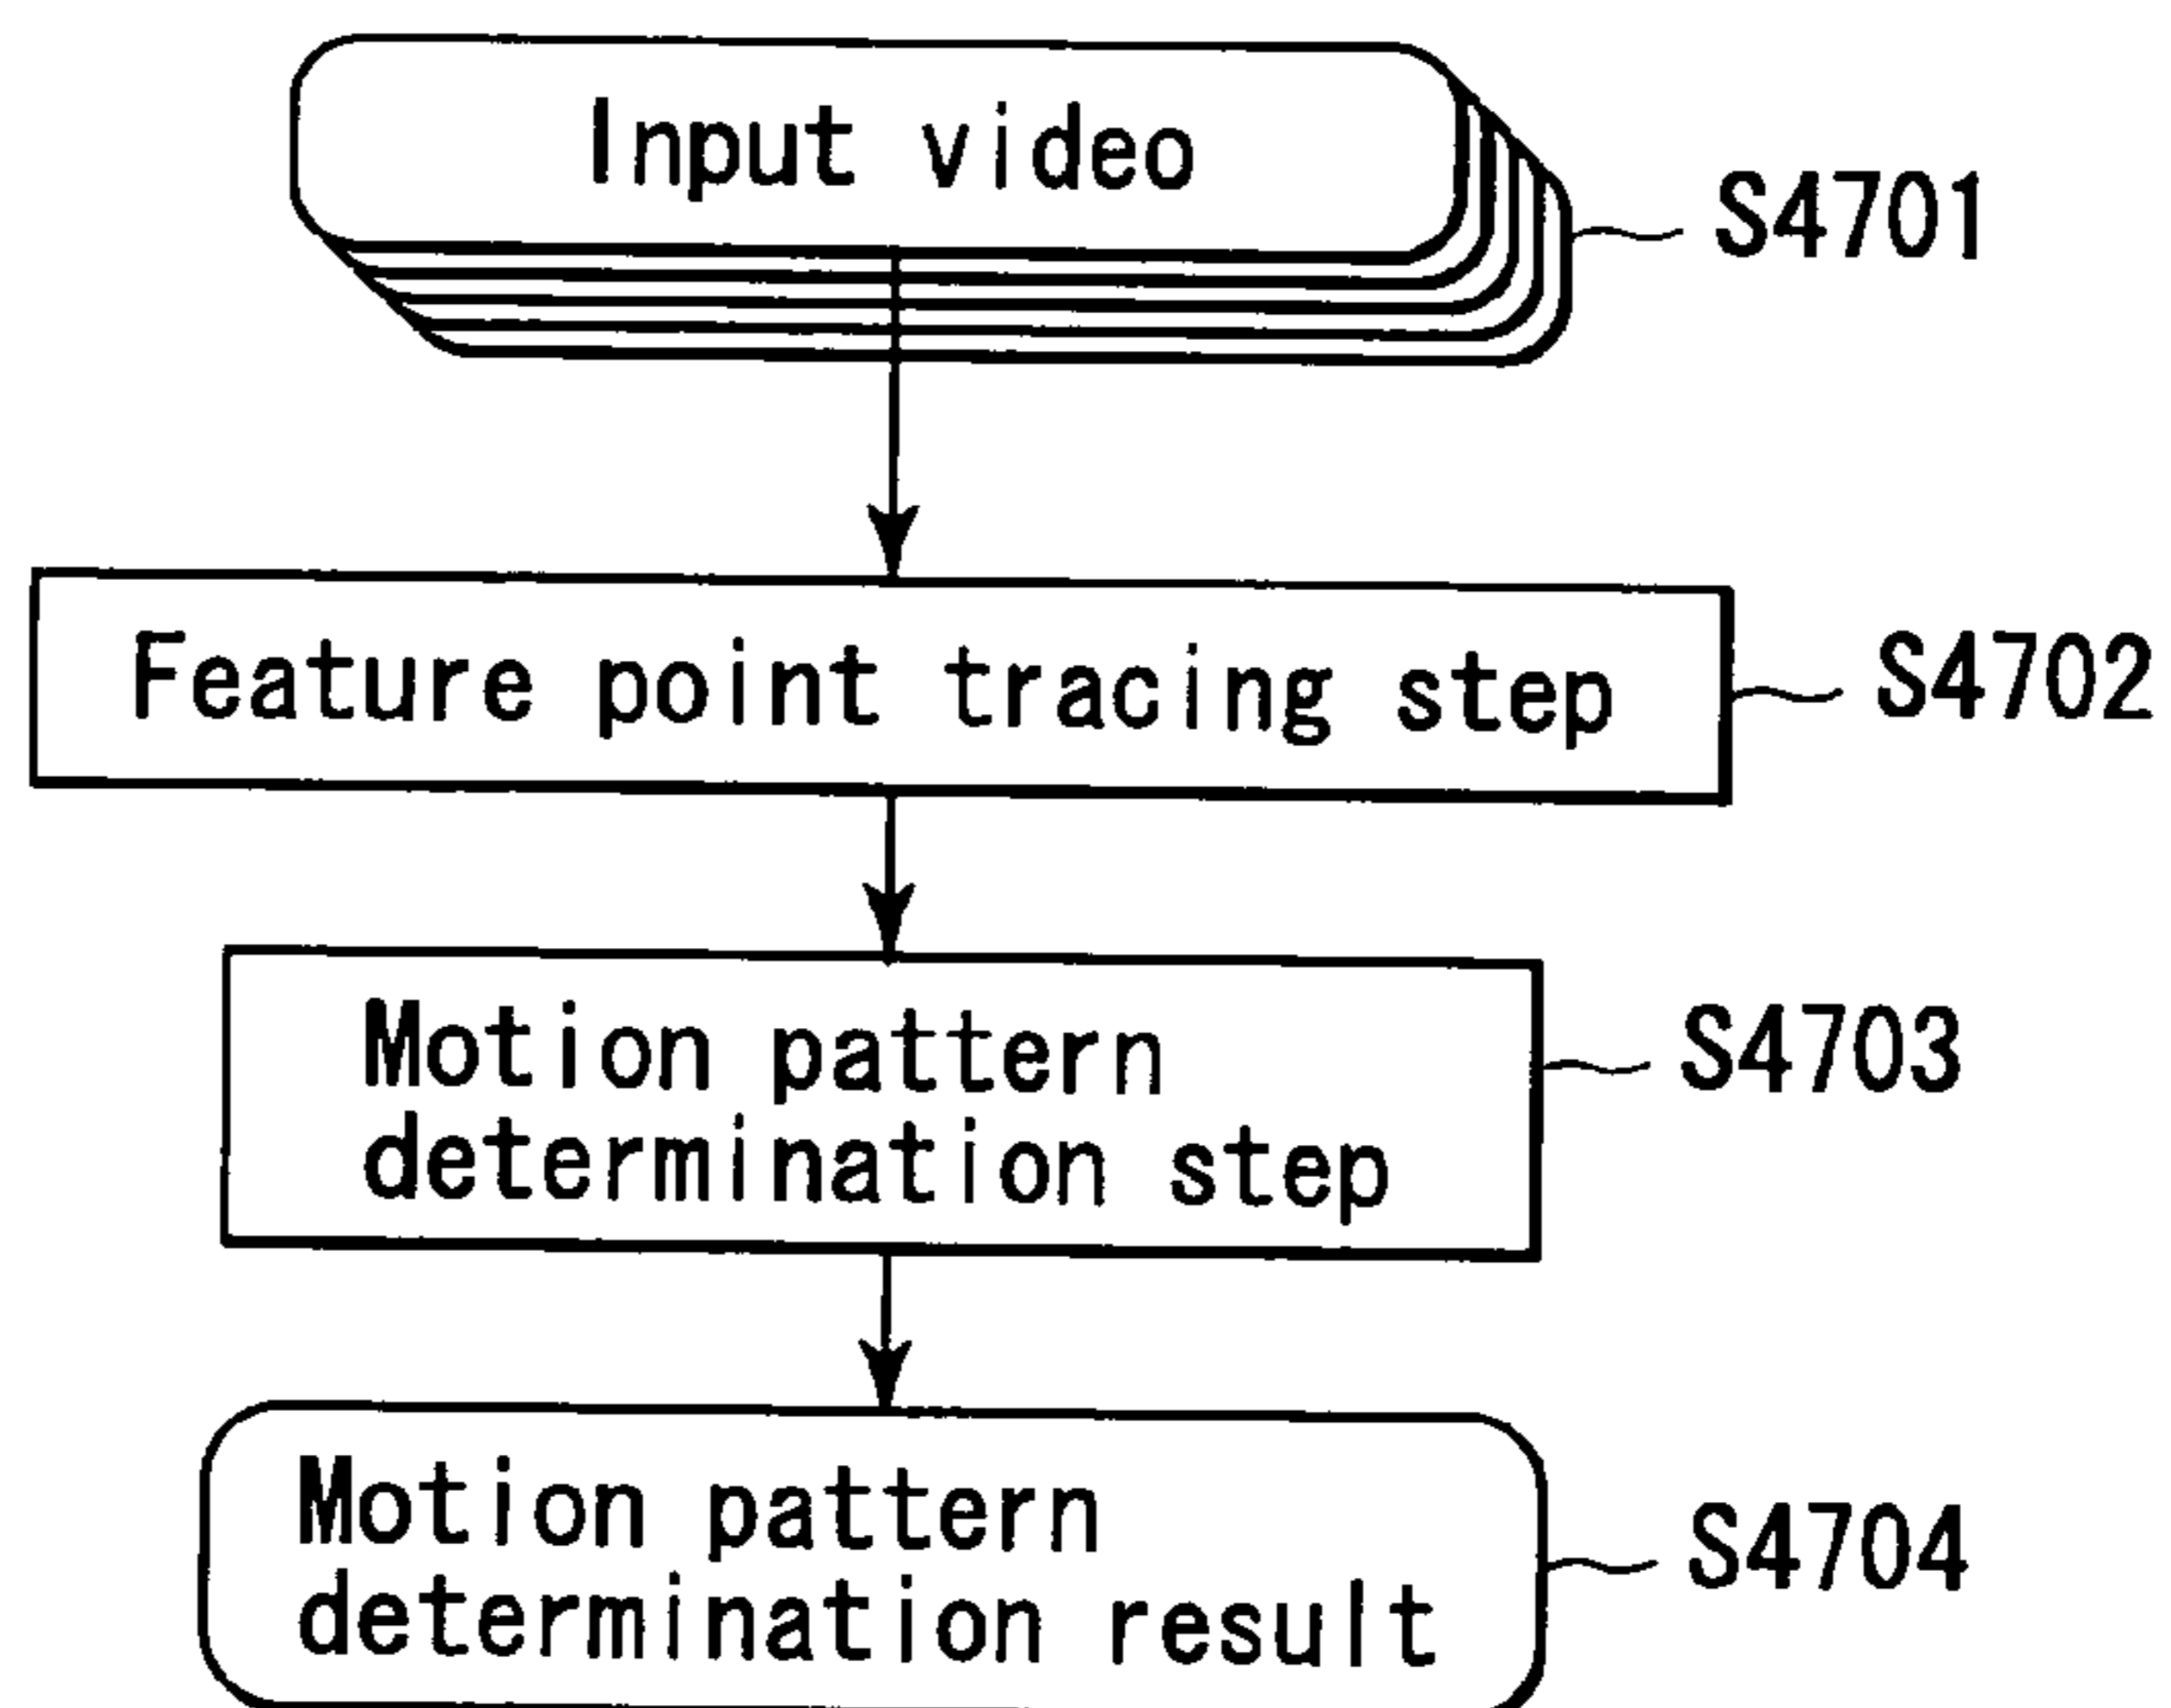 Input video
S4701
Feature point tracing step
S4702
Motion pattern
determination step
S4703
Motion pattern
determination result
S4704